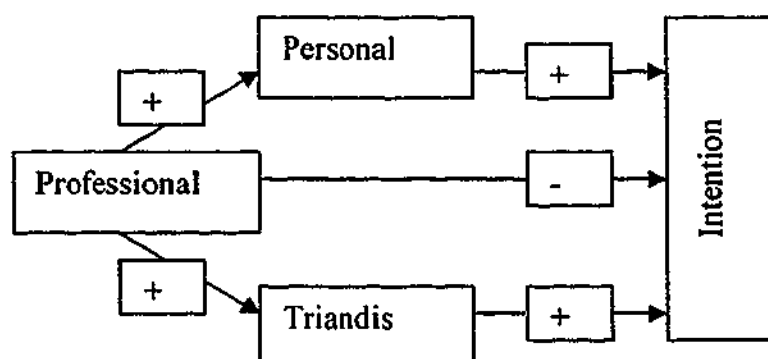 Personal
+
+
Professional
-
Intention
+
Triandis
+